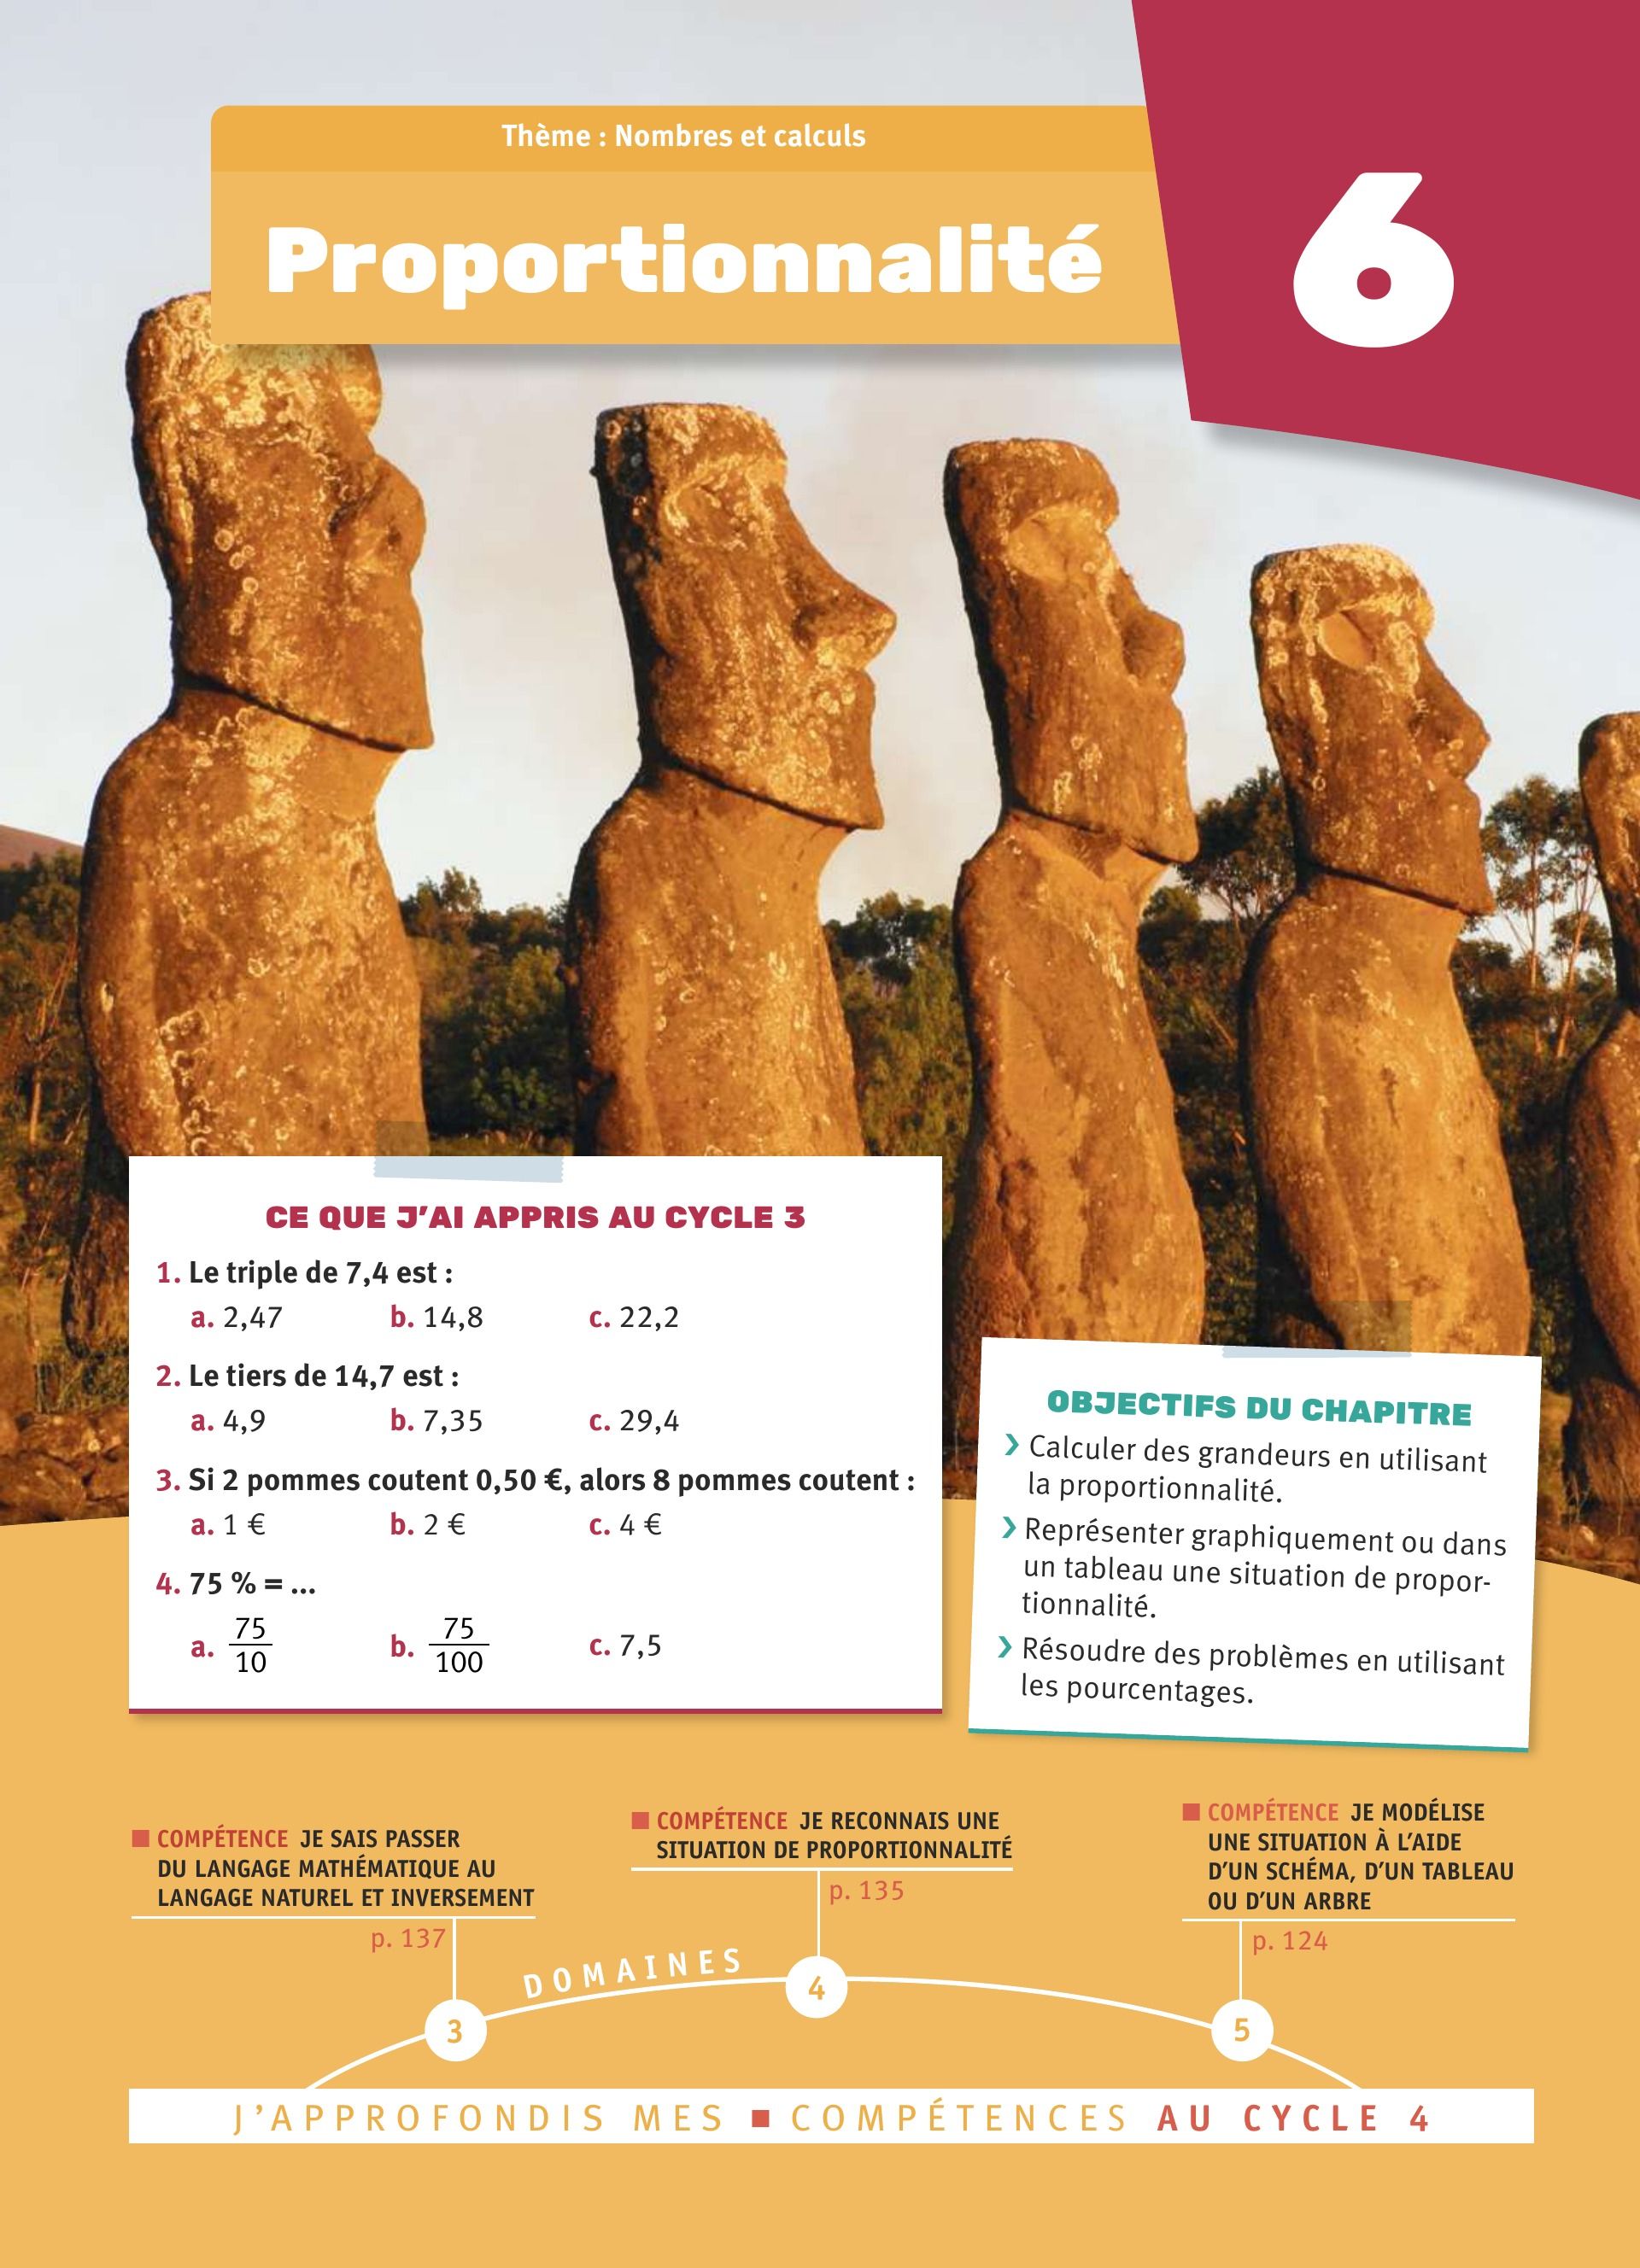 Thème : Nombres et calculs
Proportionnalité
6
CE QUE J'AI APPRIS AU CYCLE 3
1. Le triple de 7,4 est :
a. 2,47 b. 14,8 c. 22,2
2. Le tiers de 14,7 est :
a. 4,9 b. 7,35 c. 29,4
3. Si 2 pommes coutent 0,50 €, alors 8 pommes coutent :
a. 1 € b. 2 € c. 4 €
4. 75 % = ...
a. 75/10 b. 75/100 c. 7,5
OBJECTIFS DU CHAPITRE
› Calculer des grandeurs en utilisant
la proportionnalité.
› Représenter graphiquement ou dans
un tableau une situation de propor-
tionnalité.
› Résoudre des problèmes en utilisant
les pourcentages.
■ COMPÉTENCE JE SAIS PASSER
DU LANGAGE MATHÉMATIQUE AU
LANGAGE NATUREL ET INVERSEMENT
p. 137
■ COMPÉTENCE JE RECONNAIS UNE
SITUATION DE PROPORTIONNALITÉ
p. 135
■ COMPÉTENCE JE MODÉLISE
UNE SITUATION À L'AIDE
D'UN SCHÉMA, D'UN TABLEAU
OU D'UN ARBRE
p. 124
DOMAINES
3
4
5
J'APPROFONDIS MES ■ COMPÉTENCES AU CYCLE 4